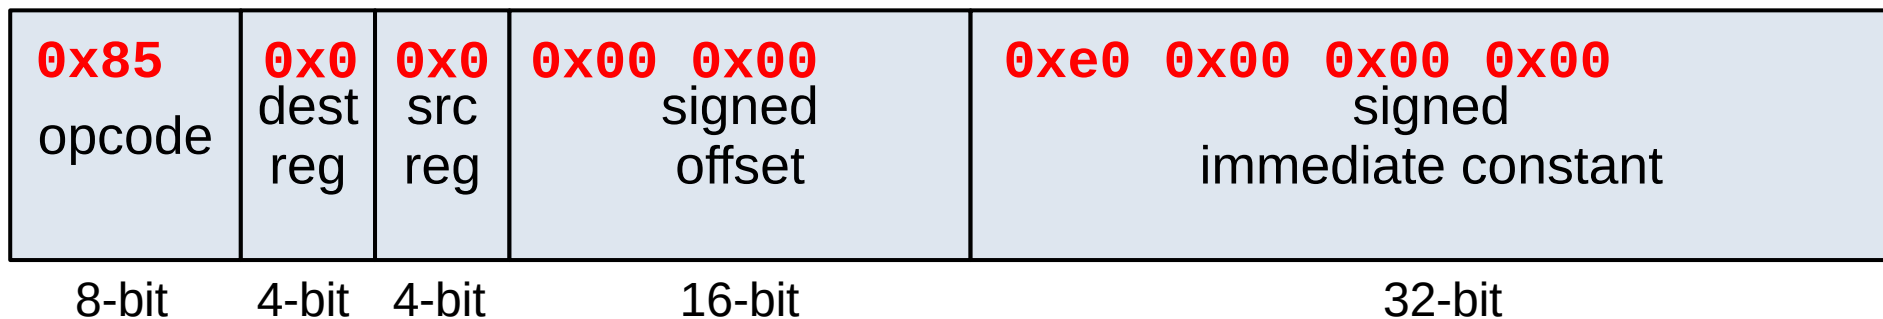 0x85 0x0 0x0 0x00 0x00 0xe0 0x00 0x00 0x00
opcode
dest
reg
src
reg
signed
offset
signed
immediate constant
8-bit 4-bit 4-bit 16-bit 32-bit